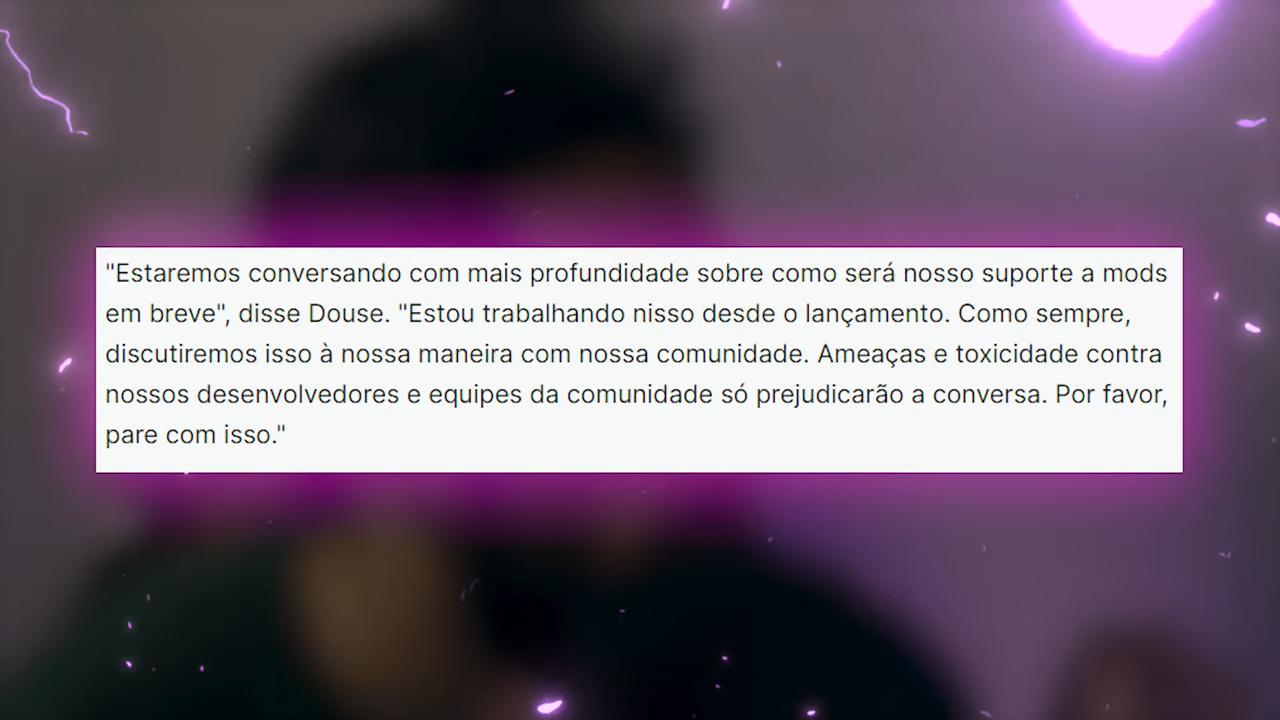 "Estaremos conversando com mais profundidade sobre como será nosso suporte a mods
em breve", disse Douse. "Estou trabalhando nisso desde o lançamento. Como sempre,
discutiremos isso à nossa maneira com nossa comunidade. Ameaças e toxicidade contra
nossos desenvolvedores e equipes da comunidade só prejudicarão a conversa. Por favor,
pare com isso."